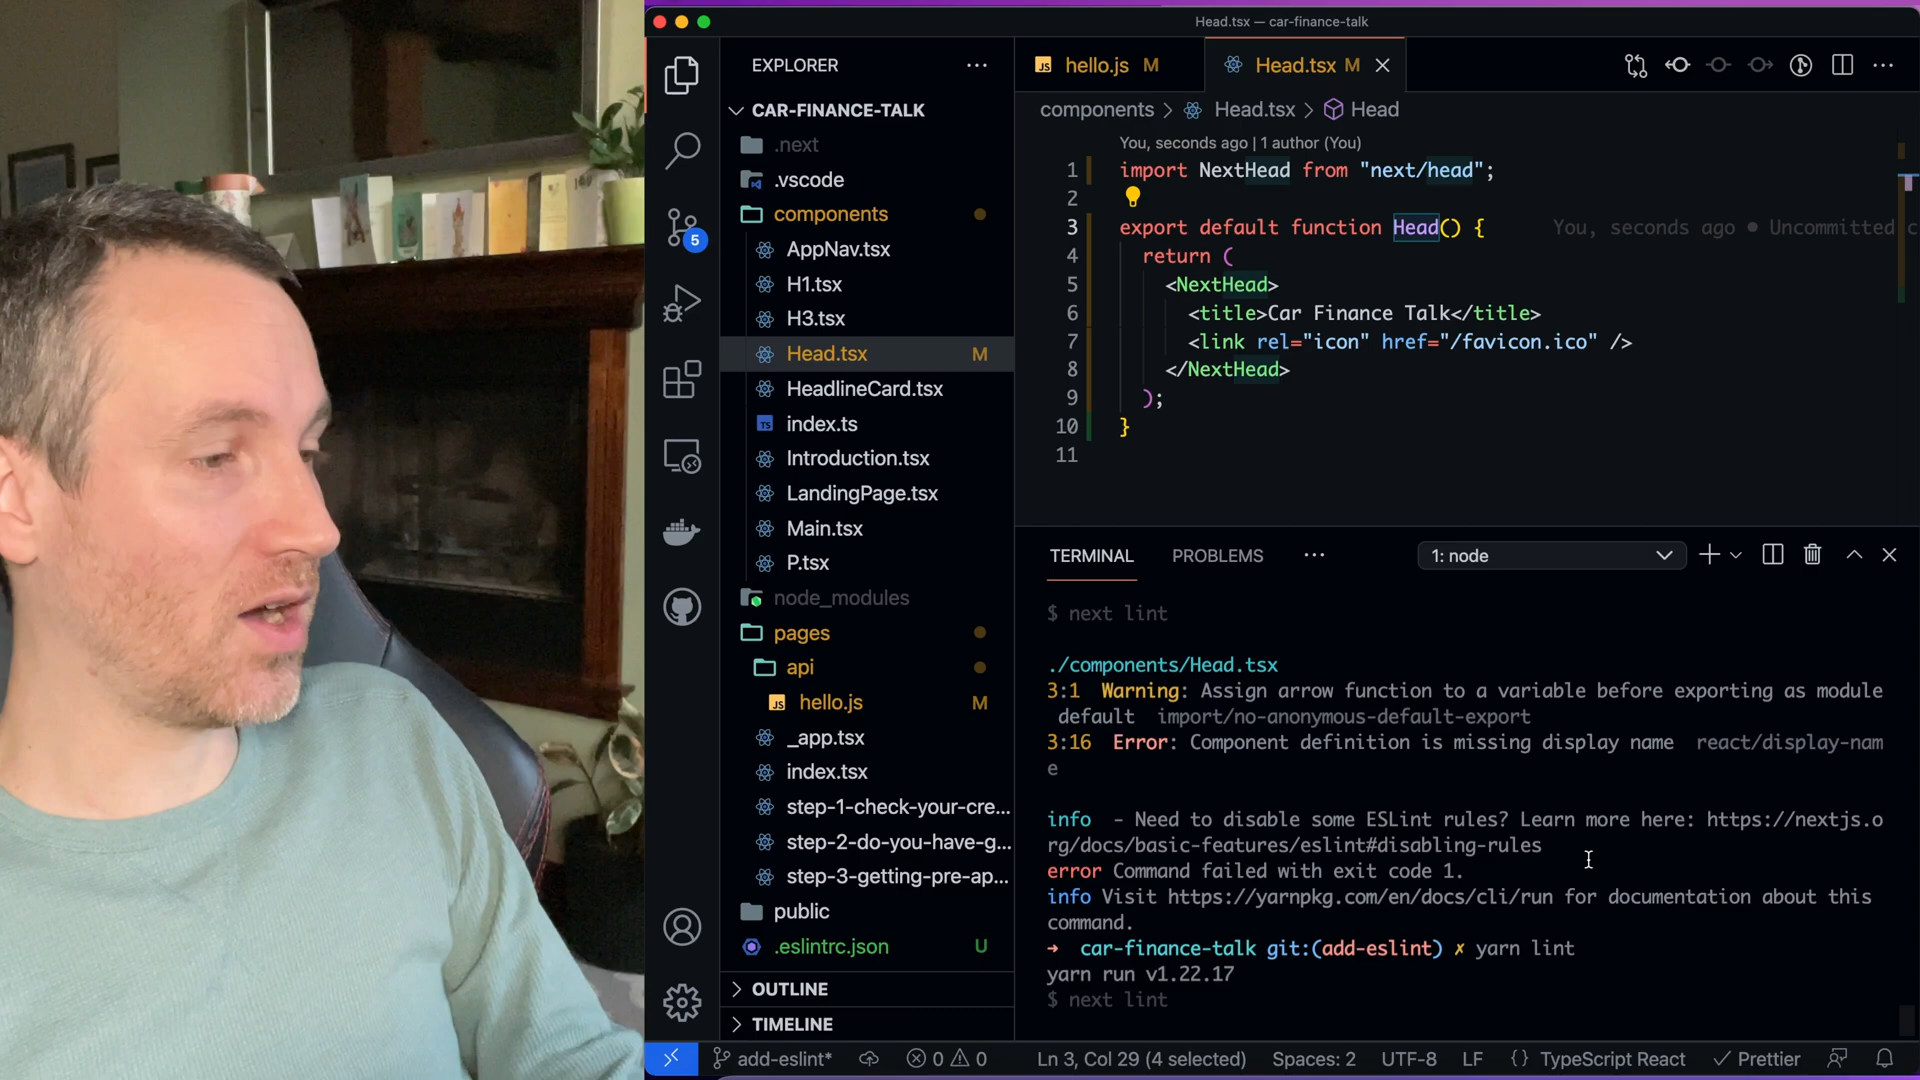 Head.tsx — car-finance-talk
EXPLORER
JS hello.js M
Head.tsx M
CAR-FINANCE-TALK
components > Head.tsx > Head
.next
.vscode
components
AppNav.tsx
H1.tsx
H3.tsx
Head.tsx M
HeadlineCard.tsx
TS index.ts
Introduction.tsx
LandingPage.tsx
Main.tsx
P.tsx
node_modules
pages
api
JS hello.js M
_app.tsx
index.tsx
step-1-check-your-cre...
step-2-do-you-have-g...
step-3-getting-pre-ap...
public
.eslintrc.json U
OUTLINE
TIMELINE
5
You, seconds ago | 1 author (You)
1 import NextHead from "next/head";
2
3 export default function Head() { You, seconds ago • Uncommitted c
4 return (
5 <NextHead>
6 <title>Car Finance Talk</title>
7 <link rel="icon" href="/favicon.ico" />
8 </NextHead>
9 );
10 }
11
TERMINAL PROBLEMS ··· 1: node
$ next lint
./components/Head.tsx
3:1 Warning: Assign arrow function to a variable before exporting as module
default import/no-anonymous-default-export
3:16 Error: Component definition is missing display name react/display-nam
e
info - Need to disable some ESLint rules? Learn more here: https://nextjs.o
rg/docs/basic-features/eslint#disabling-rules
error Command failed with exit code 1.
info Visit https://yarnpkg.com/en/docs/cli/run for documentation about this
command.
➜ car-finance-talk git:(add-eslint) ✗ yarn lint
yarn run v1.22.17
$ next lint
add-eslint* 0 0 Ln 3, Col 29 (4 selected) Spaces: 2 UTF-8 LF {} TypeScript React ✓ Prettier